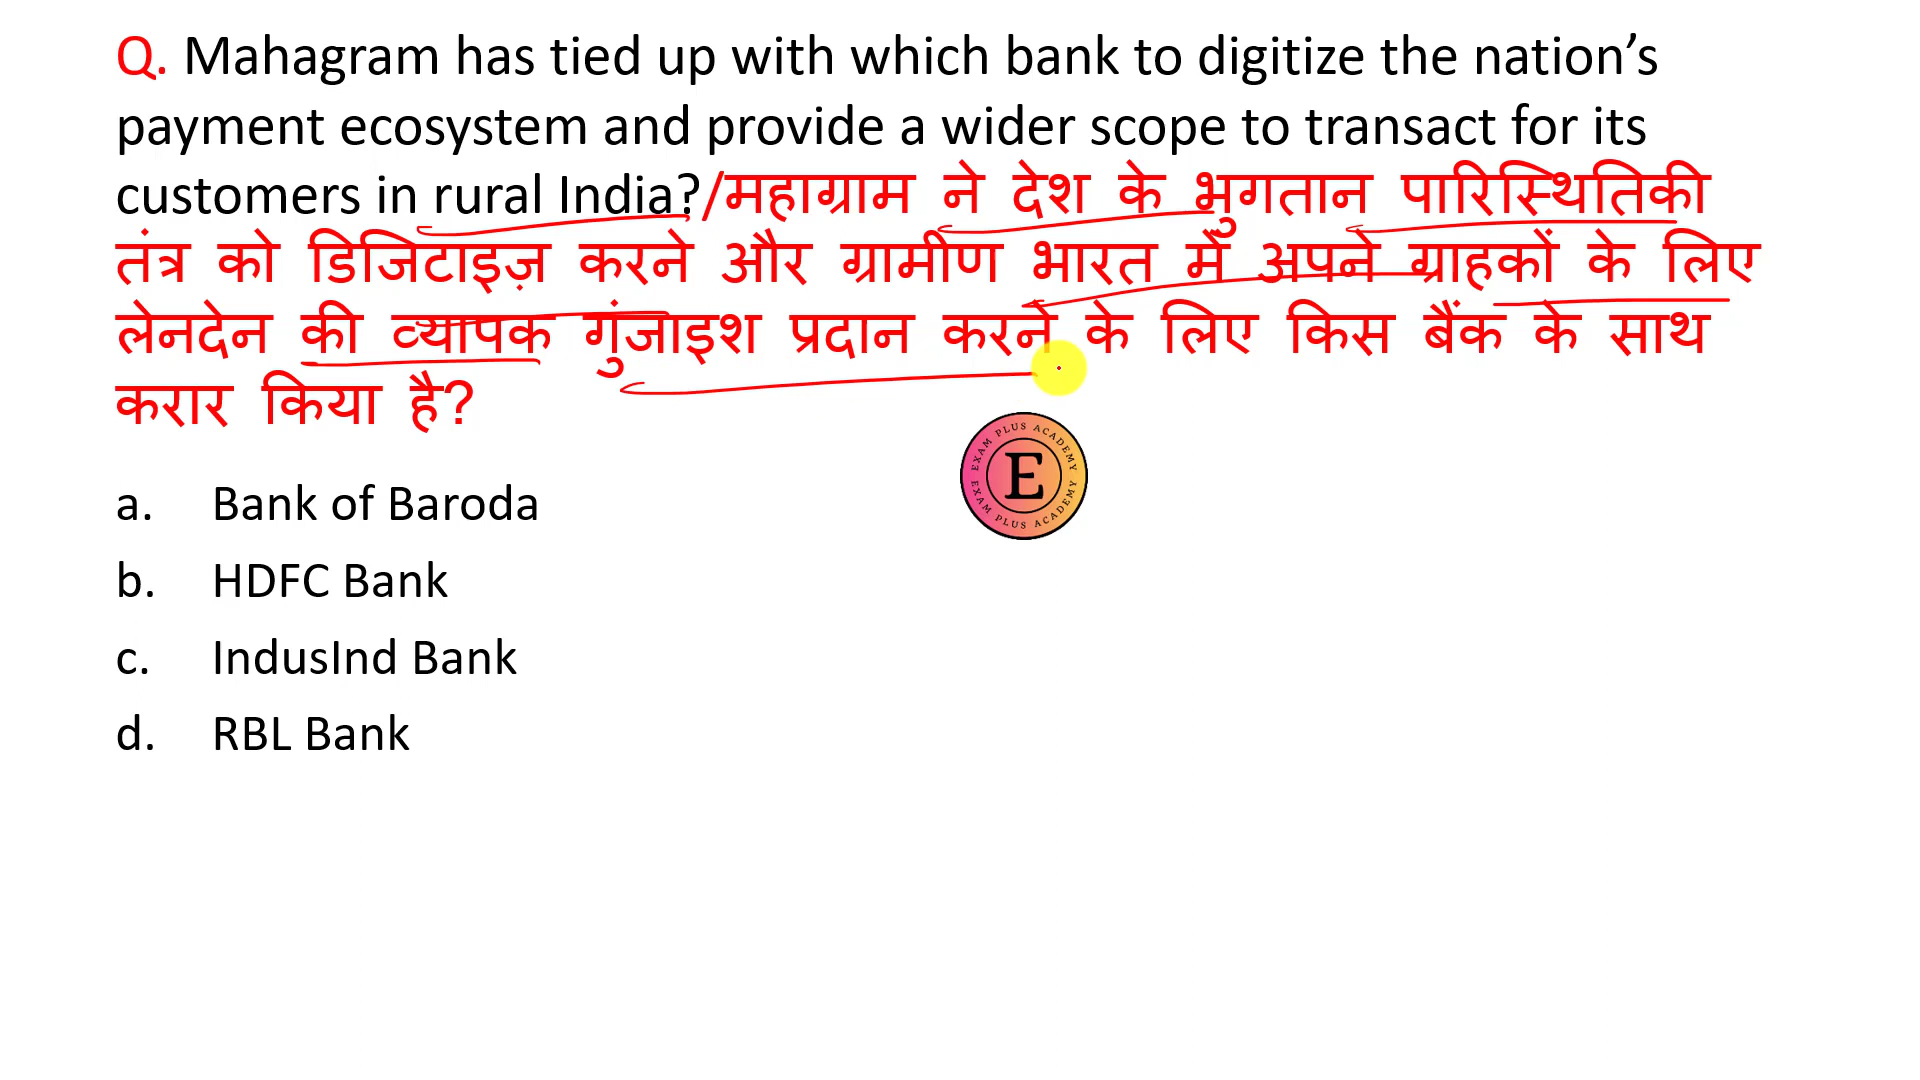 Q. Mahagram has tied up with which bank to digitize the nation’s
payment ecosystem and provide a wider scope to transact for its
customers in rural India?/महाग्राम ने देश के भुगतान पारिस्थितिकी
तंत्र को डिजिटाइज़ करने और ग्रामीण भारत में अपने ग्राहकों के लिए
लेनदेन की व्यापक गुंजाइश प्रदान करने के लिए किस बैंक के साथ
करार किया है?
EXAM PLUS ACADEMY
E
EXAM PLUS ACADEMY
a. Bank of Baroda
b. HDFC Bank
c. IndusInd Bank
d. RBL Bank